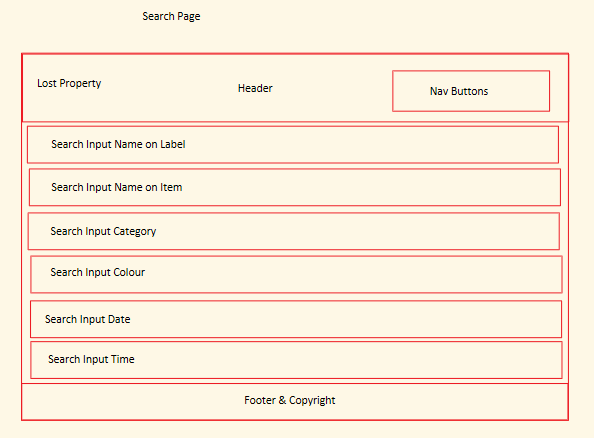 Search Page
Lost Property
Header
Nav Buttons
Search Input Name on Label
Search Input Name on Item
Search Input Category
Search Input Colour
Search Input Date
Search Input Time
Footer & Copyright